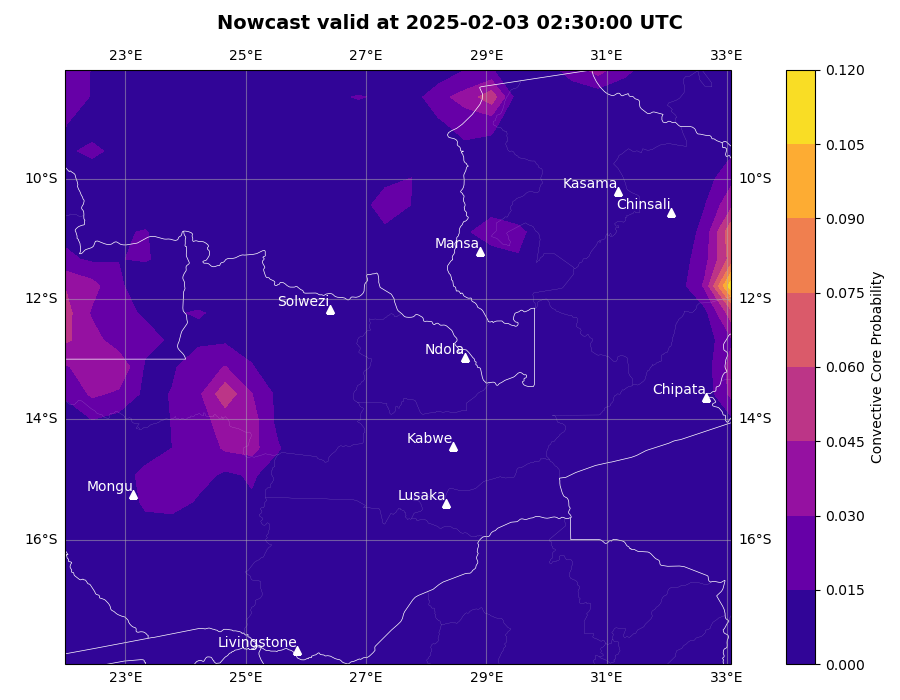 Nowcast valid at 2025-02-03 02:30:00 UTC
23°E 25°E 27°E 29°E 31°E 33°E
0.120
0.105
10°S Kasama 10°S
Chinsali
0.090
Mansa
12°S Solwezi 12°S
0.075
Ndola
0.060
Chipata
14°S 14°S
Kabwe
0.045
Mongu Lusaka
0.030
16°S 16°S
0.015
Livingstone
0.000
23°E 25°E 27°E 29°E 31°E 33°E
Convective Core Probability